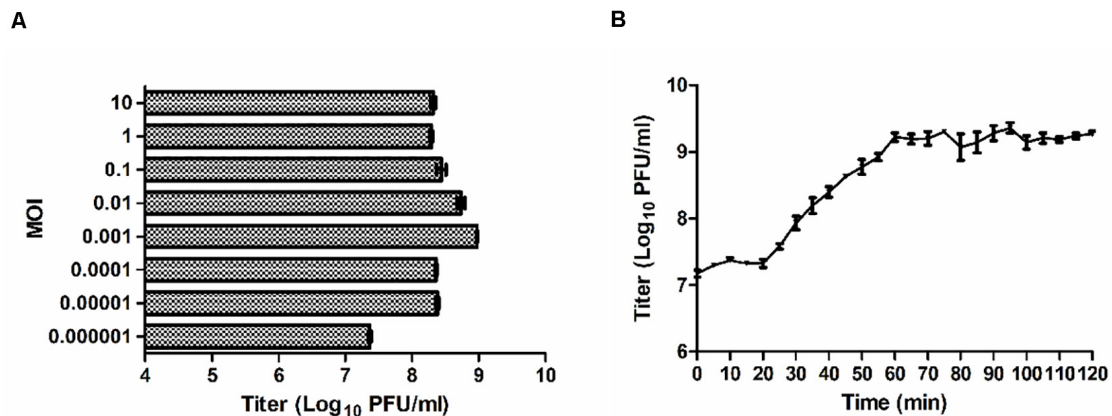 A
10
1
0.1
0.01
0.001
0.0001
0.00001
0.000001
MOI
4 5 6 7 8 9 10
Titer (Log10 PFU/ml)
B
10
9
8
7
6
Titer (Log10 PFU/ml)
0 10 20 30 40 50 60 70 80 90 100 110 120
Time (min)